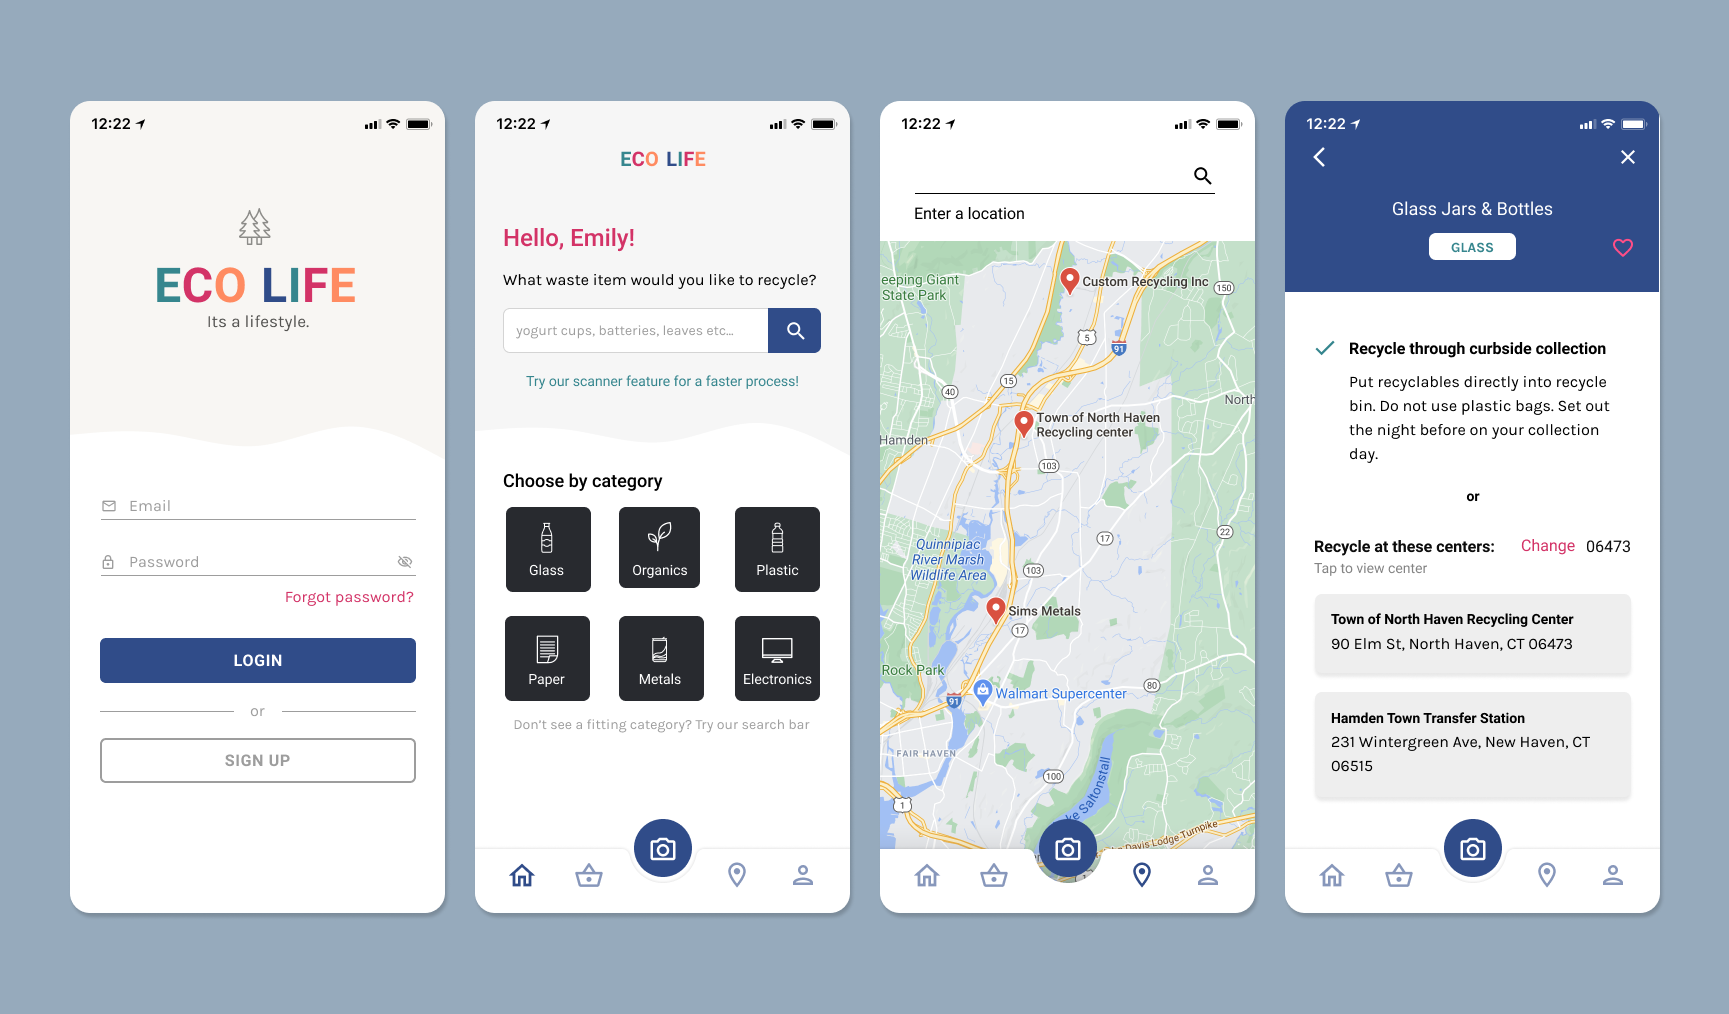 12:22
ECO LIFE
Its a lifestyle.
Email
Password
Forgot password?
LOGIN
or
SIGN UP
12:22
ECO LIFE
Hello, Emily!
What waste item would you like to recycle?
yogurt cups, batteries, leaves etc...
Try our scanner feature for a faster process!
Choose by category
Glass
Organics
Plastic
Paper
Metals
Electronics
Don't see a fitting category? Try our search bar
12:22
Enter a location
eeping Giant
State Park
Custom Recycling Inc
150
5
91
15
40
North
Town of North Haven
Recycling center
Hamden
103
22
17
Quinnipiac
River Marsh
Wildlife Area
103
Sims Metals
17
Rock Park
80
Walmart Supercenter
91
FAIR HAVEN
100
1
ke Saltonstall
Davis Lodge Turnpike
12:22
Glass Jars & Bottles
GLASS
Recycle through curbside collection
Put recyclables directly into recycle
bin. Do not use plastic bags. Set out
the night before on your collection
day.
or
Recycle at these centers:
Change 06473
Tap to view center
Town of North Haven Recycling Center
90 Elm St, North Haven, CT 06473
Hamden Town Transfer Station
231 Wintergreen Ave, New Haven, CT
06515